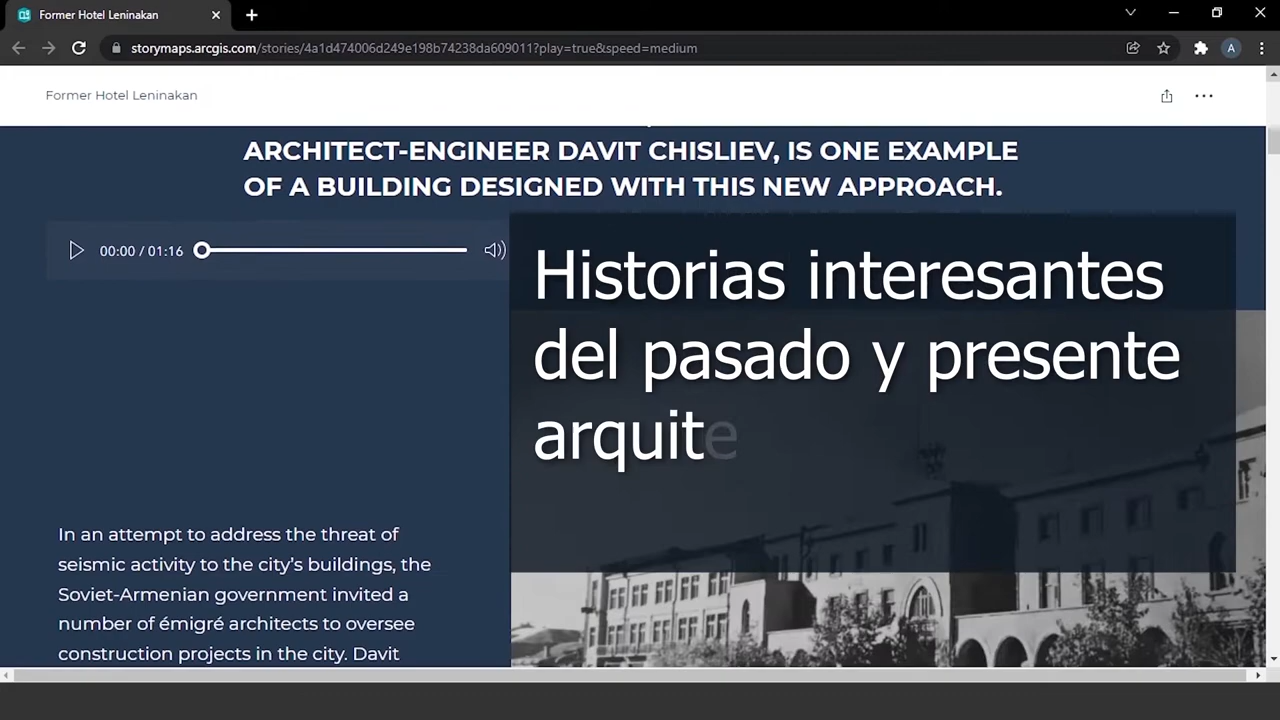 Former Hotel Leninakan
storymaps.arcgis.com/stories/4a1d474006d249e198b74238da609011?play=true&speed=medium
A
Former Hotel Leninakan
ARCHITECT-ENGINEER DAVIT CHISLIEV, IS ONE EXAMPLE
OF A BUILDING DESIGNED WITH THIS NEW APPROACH.
00:00 / 01:16
Historias interesantes
del pasado y presente
arquite
In an attempt to address the threat of
seismic activity to the city's buildings, the
Soviet-Armenian government invited a
number of émigré architects to oversee
construction projects in the city. Davit